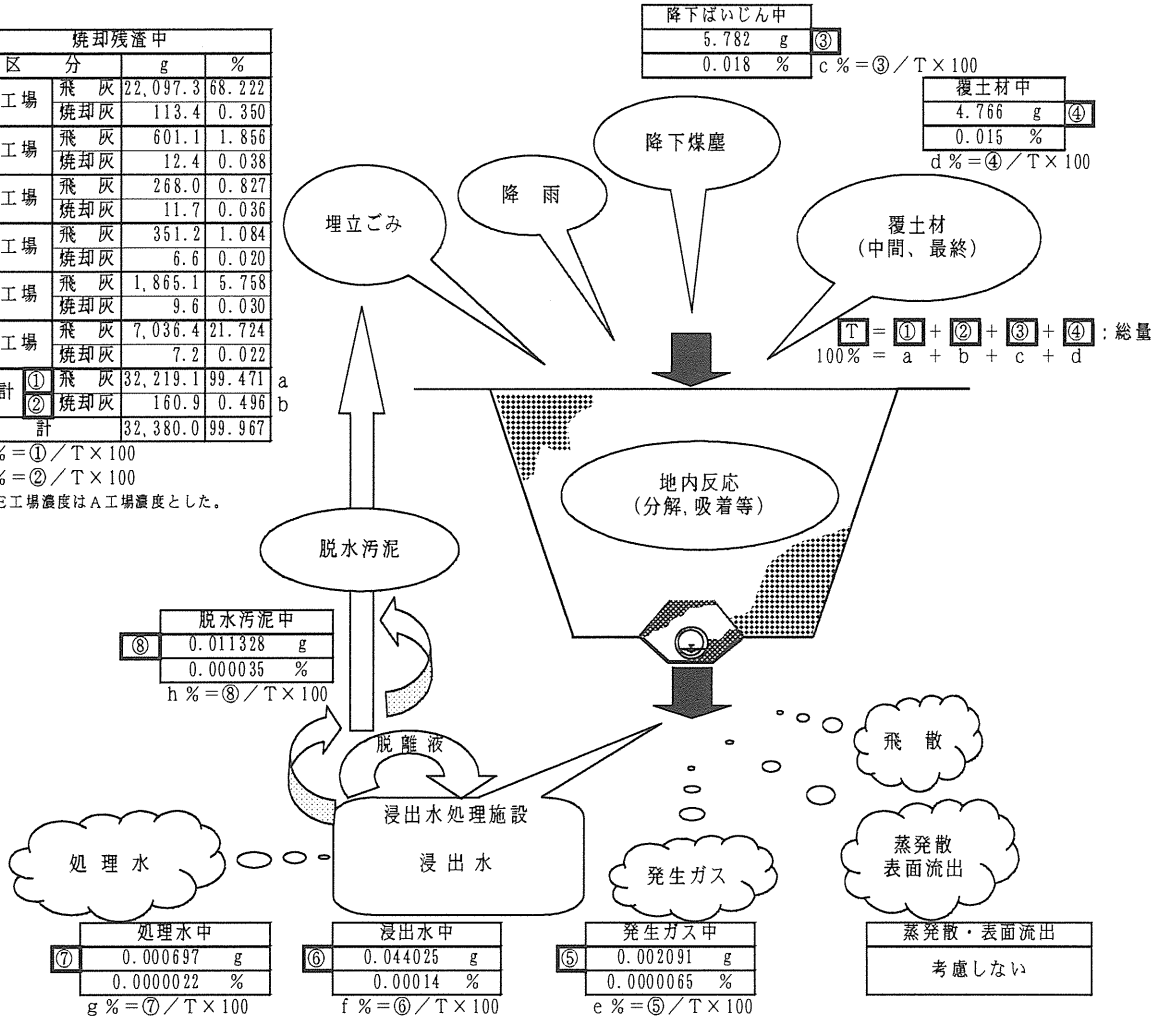 焼却残渣中
区 分 g %
工場 飛 灰 22,097.3 68.222
焼却灰 113.4 0.350
工場 飛 灰 601.1 1.856
焼却灰 12.4 0.038
工場 飛 灰 268.0 0.827
焼却灰 11.7 0.036
工場 飛 灰 351.2 1.084
焼却灰 6.6 0.020
工場 飛 灰 1,865.1 5.758
焼却灰 9.6 0.030
工場 飛 灰 7,036.4 21.724
焼却灰 7.2 0.022
計 ① 飛 灰 32,219.1 99.471 a
② 焼却灰 160.9 0.496 b
計 32,380.0 99.967
%=①/T×100
%=②/T×100
E工場濃度はA工場濃度とした。
降下ばいじん中
5.782 g ③
0.018 % c%=③/T×100
覆土材中
4.766 g ④
0.015 %
d%=④/T×100
埋立ごみ
降 雨
降下煤塵
覆土材
(中間、最終)
T = ① + ② + ③ + ④ : 総量
100% = a + b + c + d
地内反応
(分解,吸着等)
脱水汚泥
脱水汚泥中
⑧ 0.011328 g
0.000035 %
h%=⑧/T×100
脱離液
浸出水処理施設
浸出水
処理水
発生ガス
飛 散
蒸発散
表面流出
処理水中
⑦ 0.000697 g
0.0000022 %
g%=⑦/T×100
浸出水中
⑥ 0.044025 g
0.00014 %
f%=⑥/T×100
発生ガス中
⑤ 0.002091 g
0.0000065 %
e%=⑤/T×100
蒸発散・表面流出
考慮しない